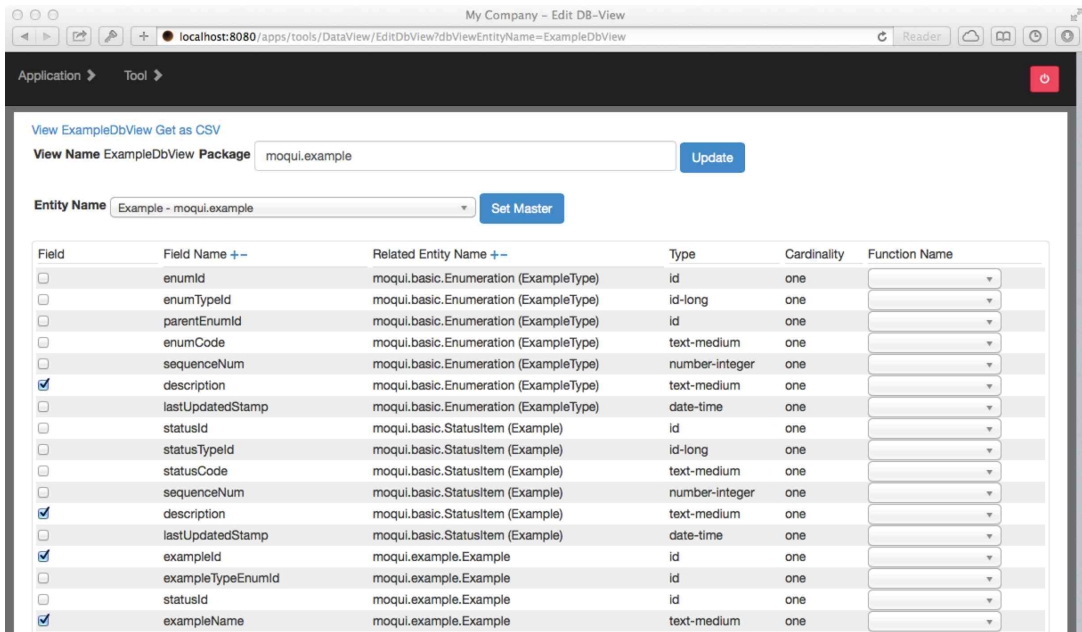 My Company – Edit DB-View
localhost:8080/apps/tools/DataView/EditDbView?dbViewEntityName=ExampleDbView
Reader
Application Tool
View ExampleDbView Get as CSV
View Name ExampleDbView Package moqui.example Update
Entity Name Example - moqui.example Set Master
Field Field Name +− Related Entity Name +− Type Cardinality Function Name
enumId moqui.basic.Enumeration (ExampleType) id one
enumTypeId moqui.basic.Enumeration (ExampleType) id-long one
parentEnumId moqui.basic.Enumeration (ExampleType) id one
enumCode moqui.basic.Enumeration (ExampleType) text-medium one
sequenceNum moqui.basic.Enumeration (ExampleType) number-integer one
description moqui.basic.Enumeration (ExampleType) text-medium one
lastUpdatedStamp moqui.basic.Enumeration (ExampleType) date-time one
statusId moqui.basic.StatusItem (Example) id one
statusTypeId moqui.basic.StatusItem (Example) id-long one
statusCode moqui.basic.StatusItem (Example) text-medium one
sequenceNum moqui.basic.StatusItem (Example) number-integer one
description moqui.basic.StatusItem (Example) text-medium one
lastUpdatedStamp moqui.basic.StatusItem (Example) date-time one
exampleId moqui.example.Example id one
exampleTypeEnumId moqui.example.Example id one
statusId moqui.example.Example id one
exampleName moqui.example.Example text-medium one